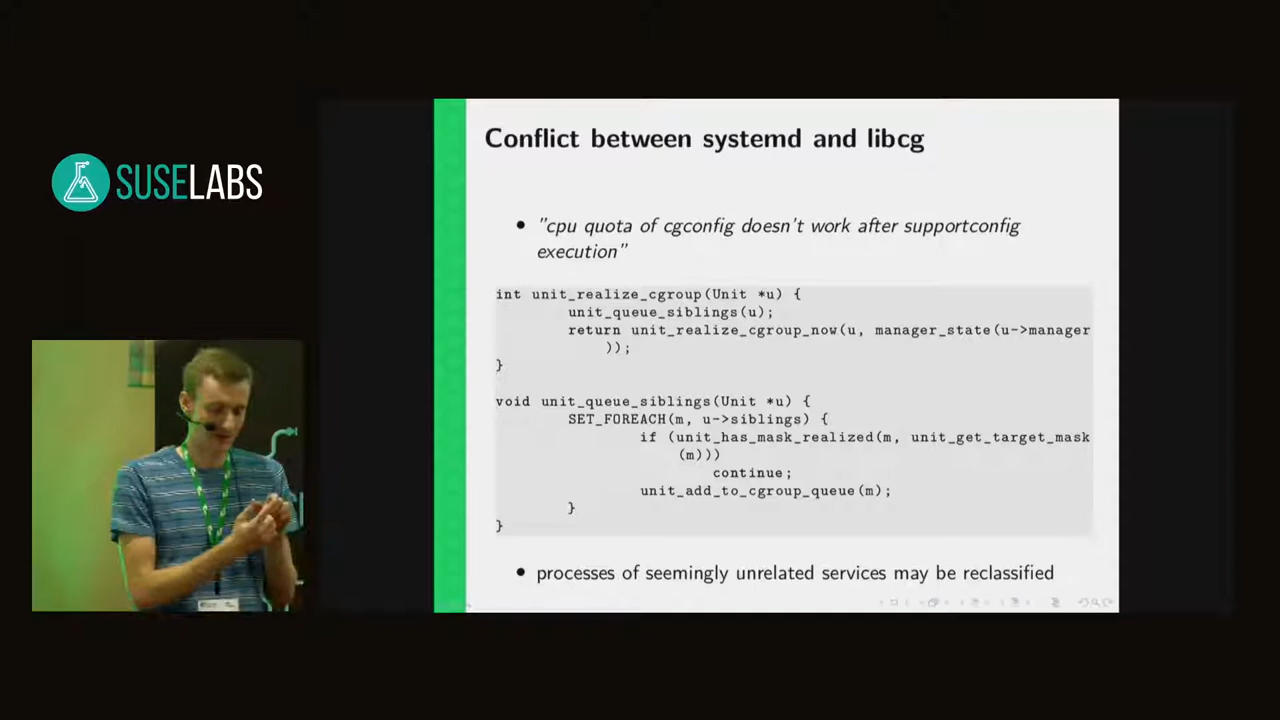 SUSELABS
Conflict between systemd and libcg
• "cpu quota of cgconfig doesn't work after supportconfig
execution"
int unit_realize_cgroup(Unit *u) {
unit_queue_siblings(u);
return unit_realize_cgroup_now(u, manager_state(u->manager
));
}
void unit_queue_siblings(Unit *u) {
SET_FOREACH(m, u->siblings) {
if (unit_has_mask_realized(m, unit_get_target_mask
(m)))
continue;
unit_add_to_cgroup_queue(m);
}
}
• processes of seemingly unrelated services may be reclassified